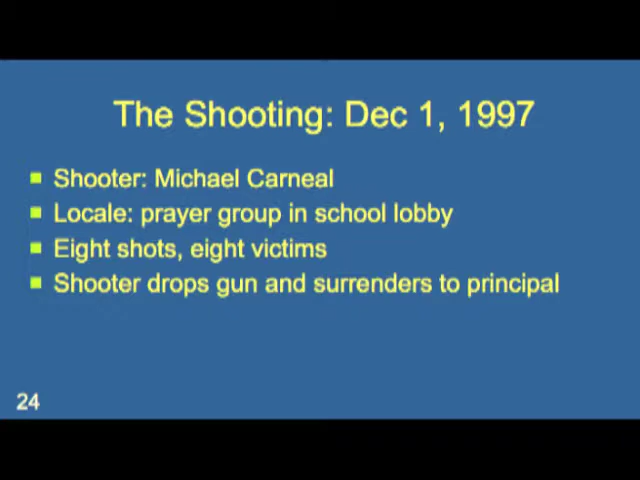 The Shooting: Dec 1, 1997
Shooter: Michael Carneal
Locale: prayer group in school lobby
Eight shots, eight victims
Shooter drops gun and surrenders to principal
24